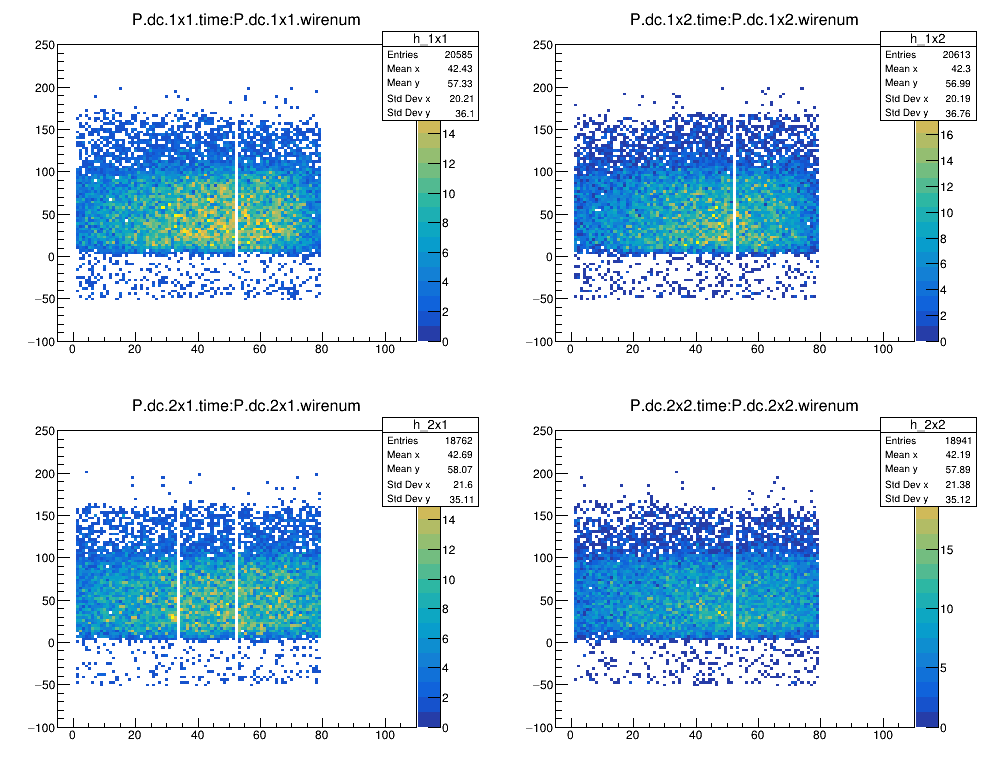 P.dc.1x1.time:P.dc.1x1.wirenum
h_1x1
Entries 20585
Mean x 42.43
Mean y 57.33
Std Dev x 20.21
Std Dev y 36.1
250
200
150
100
50
0
−50
−100
0 20 40 60 80 100
14
12
10
8
6
4
2
0
P.dc.1x2.time:P.dc.1x2.wirenum
h_1x2
Entries 20613
Mean x 42.3
Mean y 56.99
Std Dev x 20.19
Std Dev y 36.76
250
200
150
100
50
0
−50
−100
0 20 40 60 80 100
16
14
12
10
8
6
4
2
0
P.dc.2x1.time:P.dc.2x1.wirenum
h_2x1
Entries 18762
Mean x 42.69
Mean y 58.07
Std Dev x 21.6
Std Dev y 35.11
250
200
150
100
50
0
−50
−100
0 20 40 60 80 100
14
12
10
8
6
4
2
0
P.dc.2x2.time:P.dc.2x2.wirenum
h_2x2
Entries 18941
Mean x 42.19
Mean y 57.89
Std Dev x 21.38
Std Dev y 35.12
250
200
150
100
50
0
−50
−100
0 20 40 60 80 100
15
10
5
0